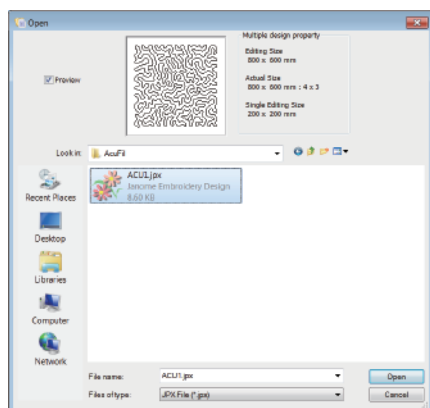 Open
Multiple design property
Editing Size
800 x 600 mm
Preview
Actual Size
800 x 600 mm : 4 x 3
Single Editing Size
200 x 200 mm
Look in:
AcuFil
ACU1.jpx
Janome Embroidery Design
8.60 KB
Recent Places
Desktop
Libraries
Computer
Network
File name:
ACU1.jpx
Open
Files of type:
JPX File (*.jpx)
Cancel